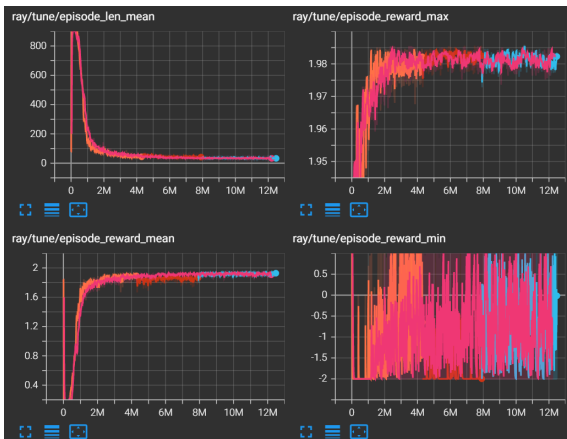 ray/tune/episode_len_mean
800
600
400
200
0
0 2M 4M 6M 8M 10M 12M
ray/tune/episode_reward_max
1.98
1.97
1.96
1.95
0 2M 4M 6M 8M 10M 12M
ray/tune/episode_reward_mean
2
1.6
1.2
0.8
0.4
0 2M 4M 6M 8M 10M 12M
ray/tune/episode_reward_min
0.5
0
-0.5
-1
-1.5
-2
0 2M 4M 6M 8M 10M 12M